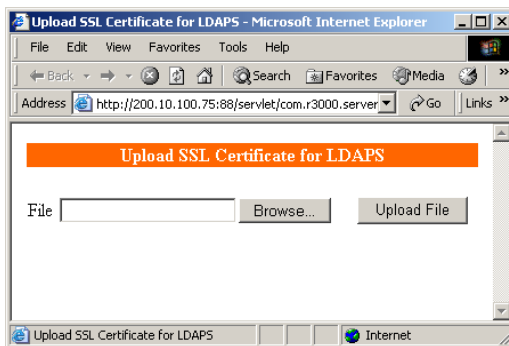 Upload SSL Certificate for LDAPS - Microsoft Internet Explorer
File Edit View Favorites Tools Help
Back Search Favorites Media »
Address http://200.10.100.75:88/servlet/com.r3000.server Go Links »
Upload SSL Certificate for LDAPS
File Browse... Upload File
Upload SSL Certificate for LDAPS Internet